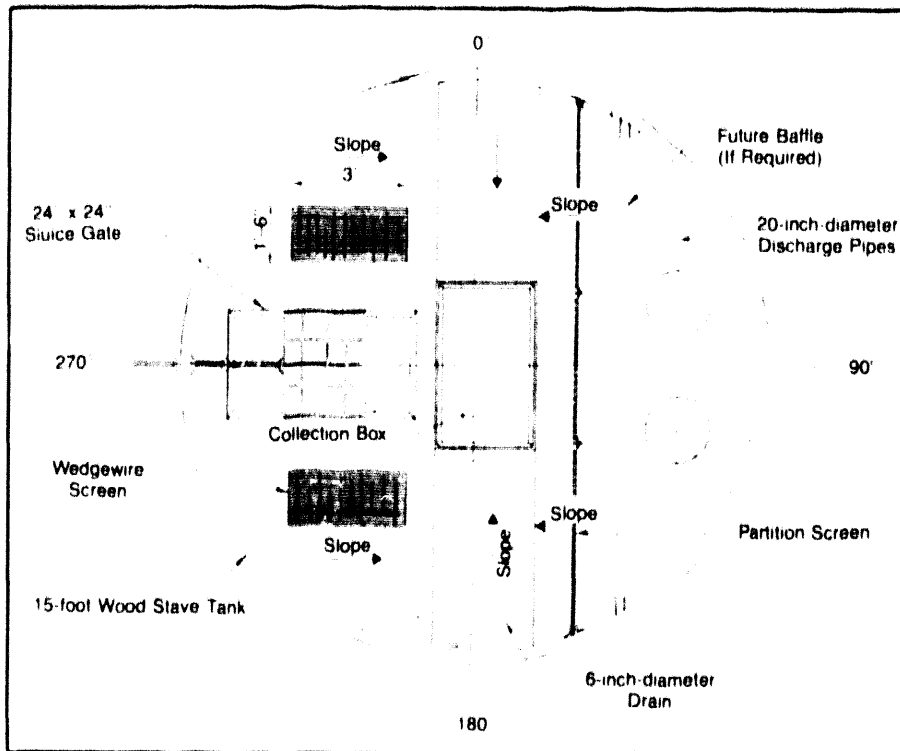 0
Slope
3'
Future Baffle
(If Required)
24" x 24"
Sluice Gate
1' 6"
Slope
20-inch-diameter
Discharge Pipes
270
90°
Collection Box
Wedgewire
Screen
Slope
Slope
Slope
Partition Screen
15-foot Wood Stave Tank
6-inch-diameter
Drain
180